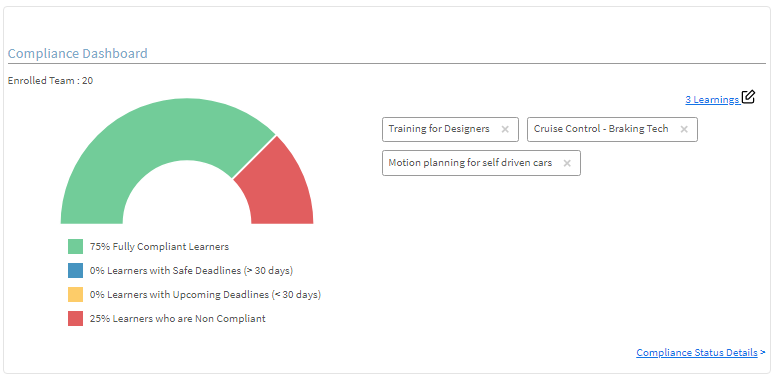 Compliance Dashboard
Enrolled Team : 20
3 Learnings
Training for Designers ×
Cruise Control - Braking Tech ×
Motion planning for self driven cars ×
75% Fully Compliant Learners
0% Learners with Safe Deadlines (> 30 days)
0% Learners with Upcoming Deadlines (< 30 days)
25% Learners who are Non Compliant
Compliance Status Details >